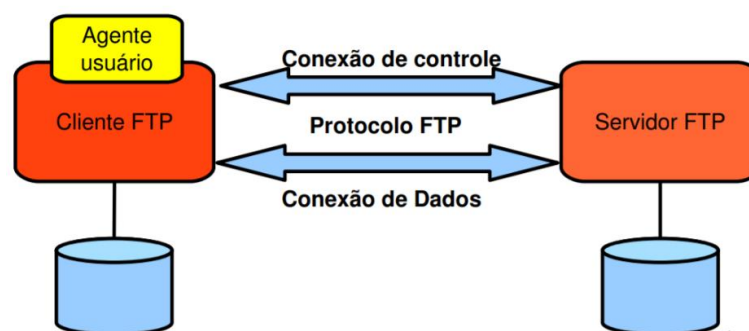 Agente
usuário
Conexão de controle
Cliente FTP
Protocolo FTP
Servidor FTP
Conexão de Dados